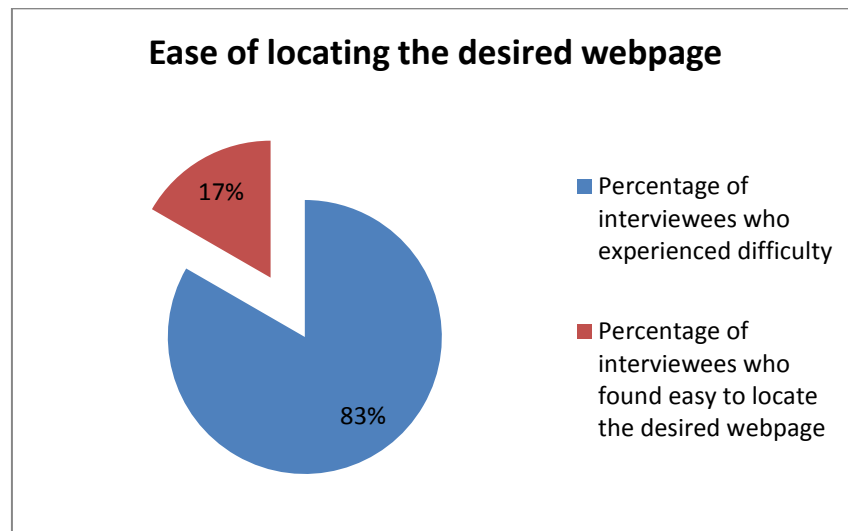 Ease of locating the desired webpage
17%
83%
Percentage of
interviewees who
experienced difficulty
Percentage of
interviewees who
found easy to locate
the desired webpage